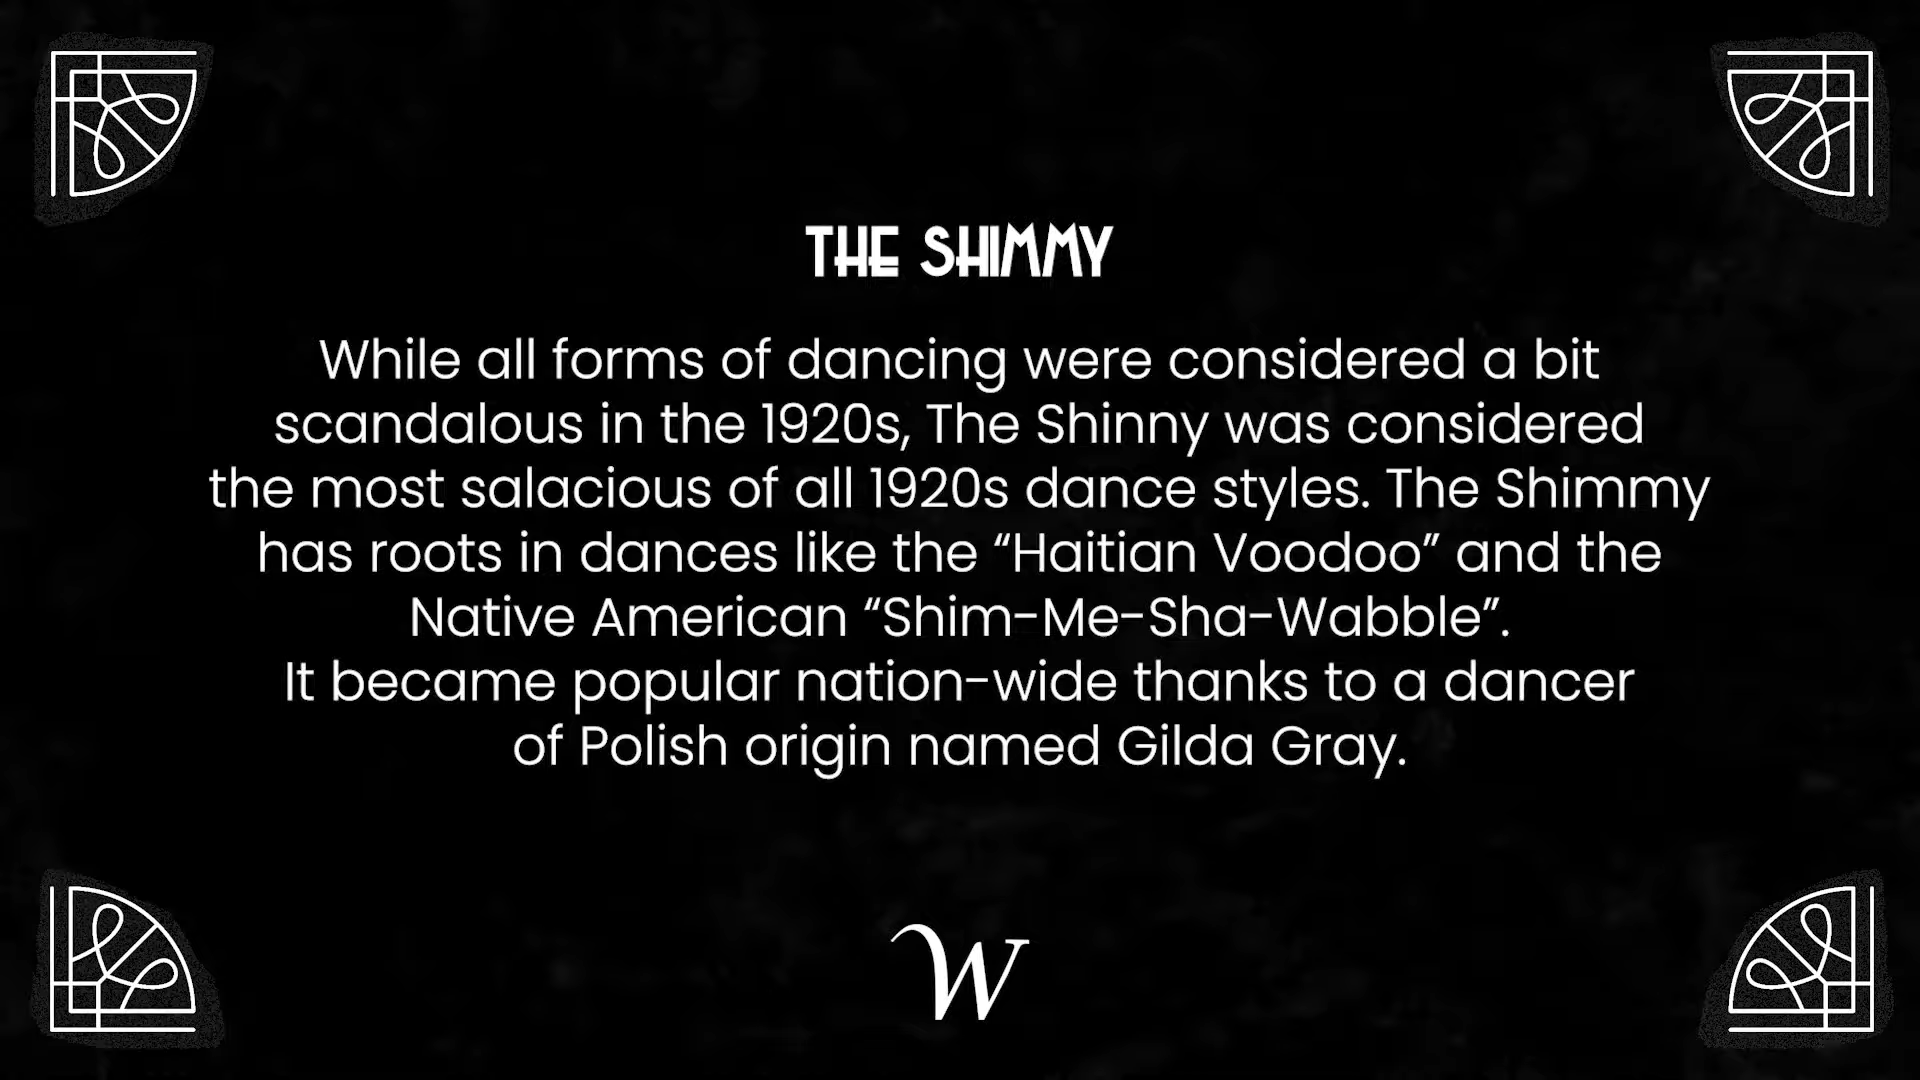 THE SHIMMY
While all forms of dancing were considered a bit
scandalous in the 1920s, The Shinny was considered
the most salacious of all 1920s dance styles. The Shimmy
has roots in dances like the “Haitian Voodoo” and the
Native American “Shim-Me-Sha-Wabble”.
It became popular nation-wide thanks to a dancer
of Polish origin named Gilda Gray.
W